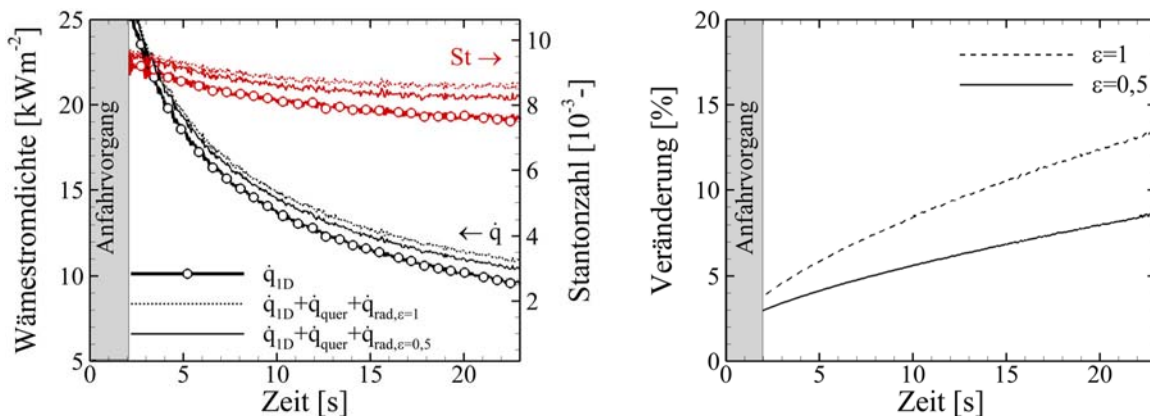 Wämestromdichte [kWm-2]
25
20
15
10
5
Anfahrvorgang
St →
← q̇
q̇1D
q̇1D+q̇quer+q̇rad,ε=1
q̇1D+q̇quer+q̇rad,ε=0,5
10
8
6
4
2
Stantonzahl [10-3-]
0 5 10 15 20
Zeit [s]
Veränderung [%]
20
15
10
5
0
Anfahrvorgang
ε=1
ε=0,5
0 5 10 15 20
Zeit [s]